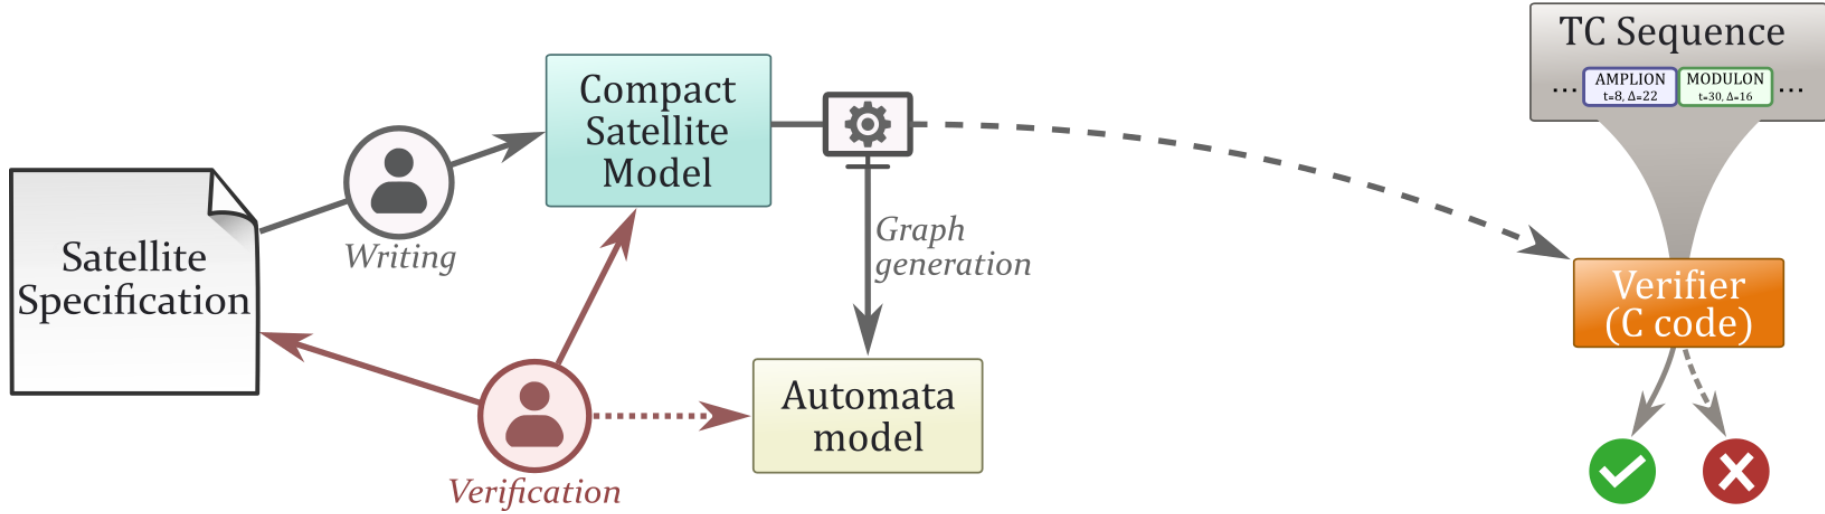 Satellite
Specification
Writing
Compact
Satellite
Model
Verification
Graph
generation
Automata
model
TC Sequence
... AMPLION MODULON ...
t=8, Δ=22 t=30, Δ=16
Verifier
(C code)